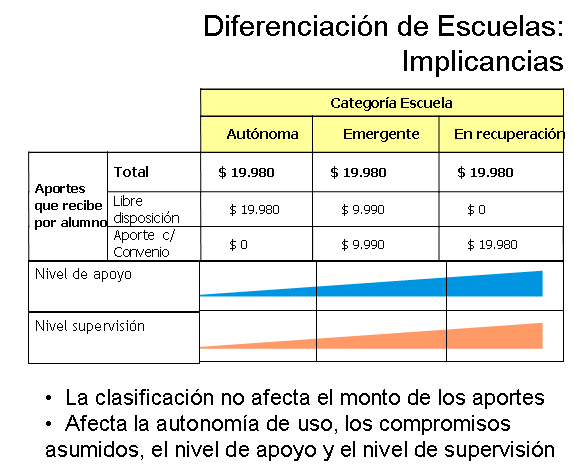 Diferenciación de Escuelas:
Implicancias
Categoría Escuela
Autónoma Emergente En recuperación
Aportes
que recibe
por alumno
Total $ 19.980 $ 19.980 $ 19.980
Libre
disposición $ 19.980 $ 9.990 $ 0
Aporte c/
Convenio $ 0 $ 9.990 $ 19.980
Nivel de apoyo
Nivel supervisión
• La clasificación no afecta el monto de los aportes
• Afecta la autonomía de uso, los compromisos
asumidos, el nivel de apoyo y el nivel de supervisión